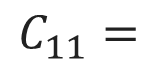 C₁₁ =